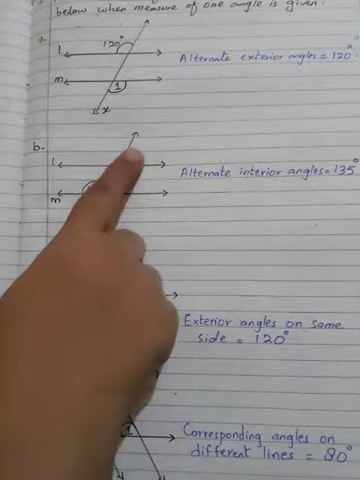 below when measure of one angle is given:
a.
l
120°
Alternate exterior angles = 120°
m
1
x
b-
l
Alternate interior angles = 135°
m
Exterior angles on same
side = 120°
1
Corresponding angles on
different lines = 80°